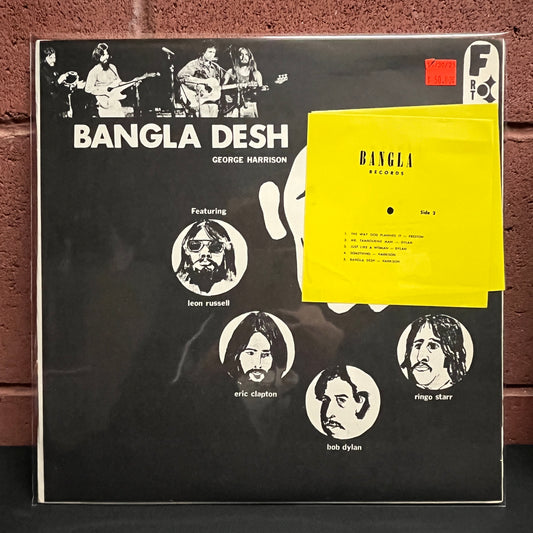 BANGLA DESH
GEORGE HARRISON
F
RT
BANGLA
RECORDS
Side 2
1. THE WAY GOD PLANNED IT — PRESTON
2. MR. TAMBOURINE MAN — DYLAN
3. JUST LIKE A WOMAN — DYLAN
4. SOMETHING — HARRISON
5. BANGLA DESH — HARRISON
Featuring
leon russell
eric clapton
bob dylan
ringo starr